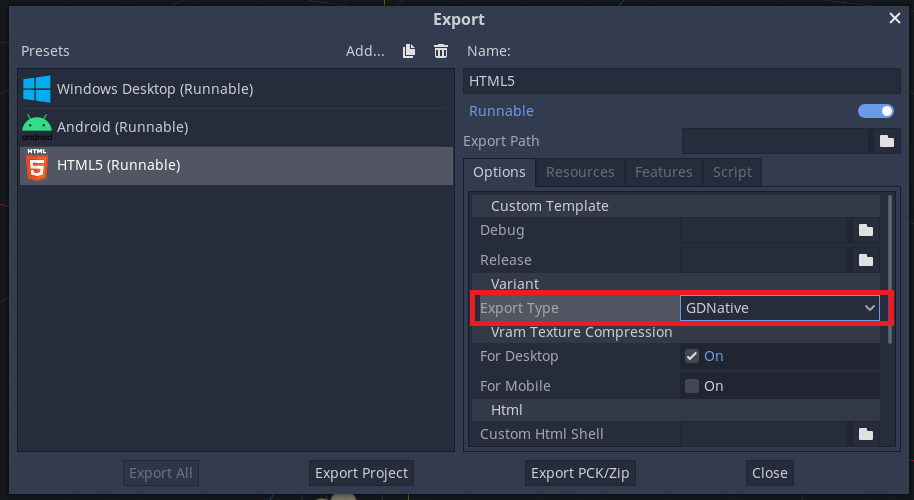 Export
Presets
Add...
Name:
Windows Desktop (Runnable)
android
Android (Runnable)
HTML
5
HTML5 (Runnable)
HTML5
Runnable
Export Path
Options Resources Features Script
Custom Template
Debug
Release
Variant
Export Type GDNative
Vram Texture Compression
For Desktop On
For Mobile On
Html
Custom Html Shell
Export All Export Project Export PCK/Zip Close